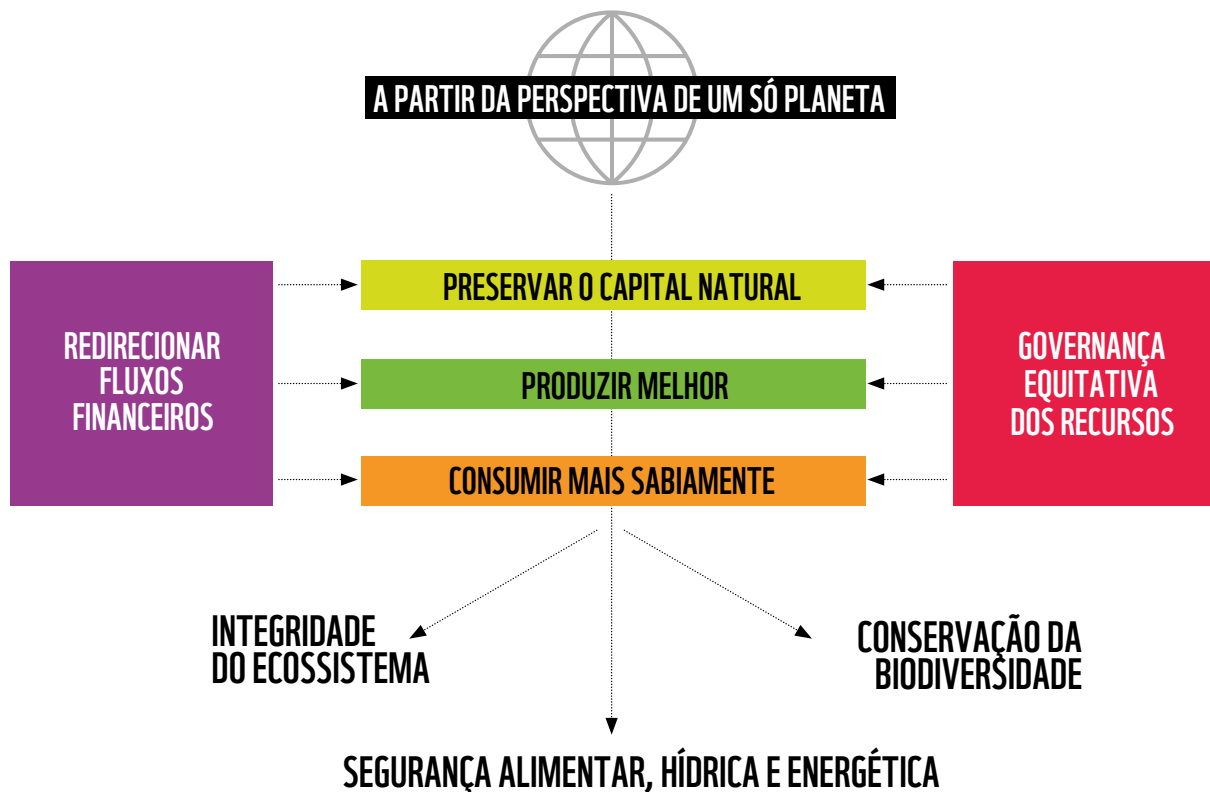 A PARTIR DA PERSPECTIVA DE UM SÓ PLANETA
PRESERVAR O CAPITAL NATURAL
REDIRECIONAR
FLUXOS
FINANCEIROS
PRODUZIR MELHOR
GOVERNANÇA
EQUITATIVA
DOS RECURSOS
CONSUMIR MAIS SABIAMENTE
INTEGRIDADE
DO ECOSSISTEMA
CONSERVAÇÃO DA
BIODIVERSIDADE
SEGURANÇA ALIMENTAR, HÍDRICA E ENERGÉTICA